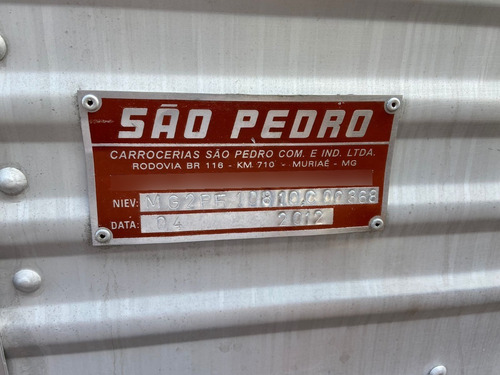 SÃO PEDRO
CARROCERIAS SÃO PEDRO COM. E IND. LTDA.
RODOVIA BR 116 - KM 710 - MURIAÉ - MG
NIEV:
DATA: 04 2012